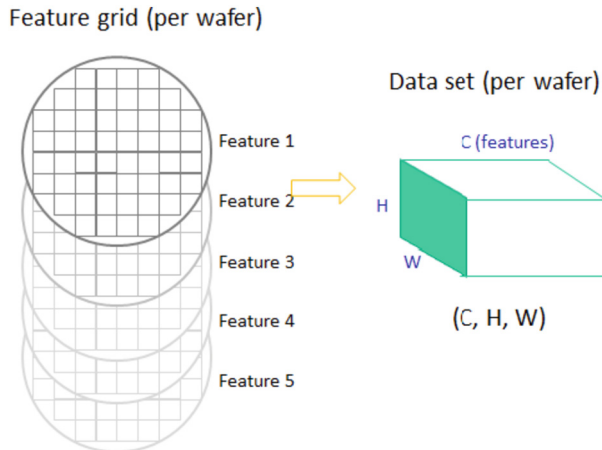 Feature grid (per wafer)
Data set (per wafer)
Feature 1
C (features)
Feature 2
H
Feature 3
W
(C, H, W)
Feature 4
Feature 5